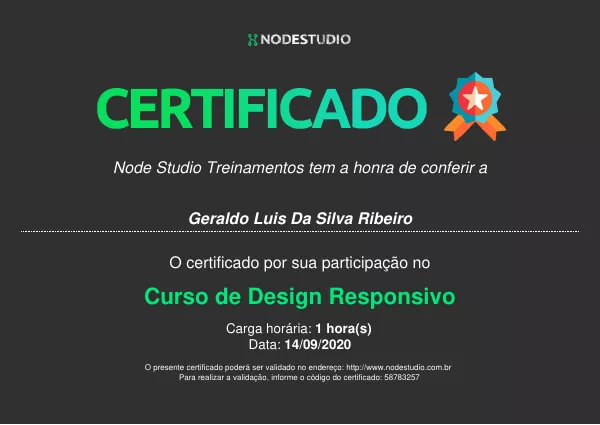 NODESTUDIO
CERTIFICADO
Node Studio Treinamentos tem a honra de conferir a
Geraldo Luis Da Silva Ribeiro
O certificado por sua participação no
Curso de Design Responsivo
Carga horária: 1 hora(s)
Data: 14/09/2020
O presente certificado poderá ser validado no endereço: http://www.nodestudio.com.br
Para realizar a validação, informe o código do certificado: 58783257